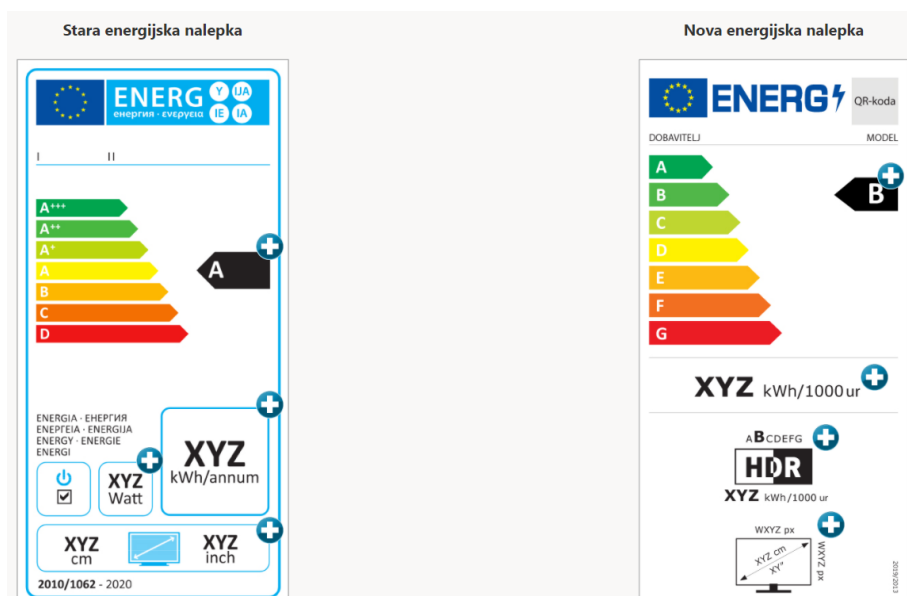 Stara energijska nalepka
ENERG
енергия · ενεργεια
Y IJA
IE IA
I II
A+++
A++
A+
A
B
C
D
A
ENERGIA · ЕНЕРГИЯ
ΕΝΕΡΓΕΙΑ · ENERGIJA
ENERGY · ENERGIE
ENERGI
XYZ
Watt
XYZ
kWh/annum
XYZ
cm
XYZ
inch
2010/1062 - 2020
Nova energijska nalepka
ENERG
QR-koda
DOBAVITELJ MODEL
A
B
C
D
E
F
G
B
XYZ kWh/1000 ur
ABCDEFG
HDR
XYZ kWh/1000 ur
WXYZ px
XYZ cm
XY"
WXYZ px
2019/2013